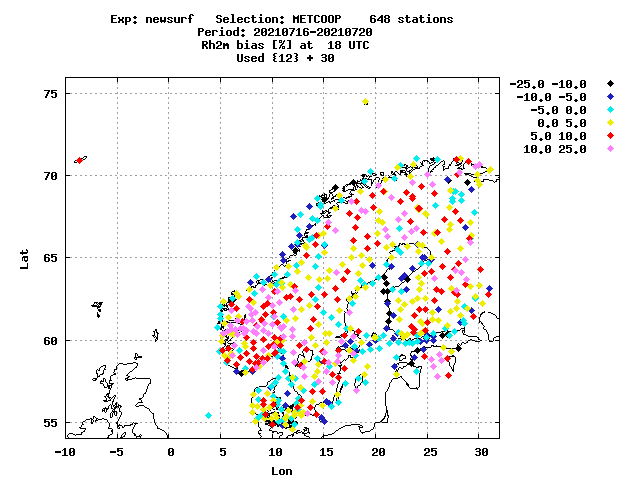 Exp: newsurf   Selection: METCOOP    648 stations
Period: 20210716-20210720
Rh2m bias [%] at  18 UTC
Used {12} + 30
-25.0 -10.0
-10.0 -5.0
-5.0 0.0
0.0 5.0
5.0 10.0
10.0 25.0
75
70
65
60
55
Lat
-10 -5 0 5 10 15 20 25 30
Lon